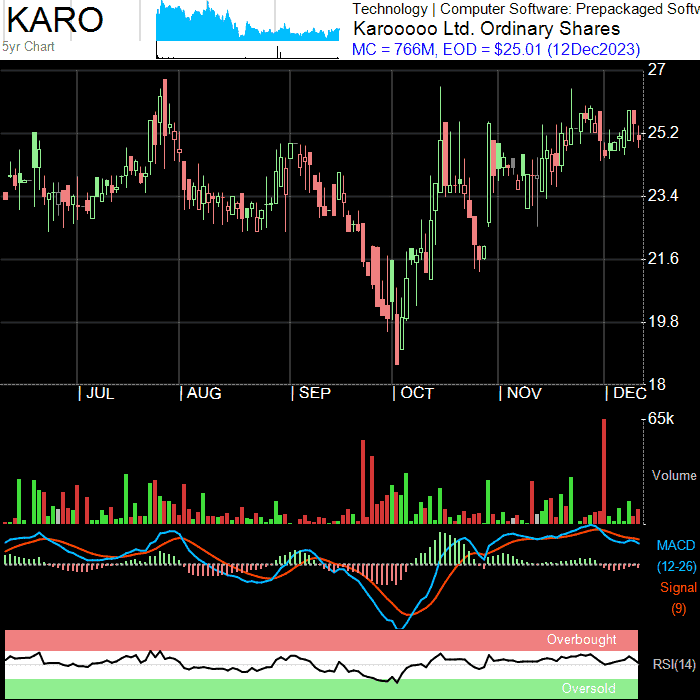 KARO
5yr Chart
Technology | Computer Software: Prepackaged Softw
Karooooo Ltd. Ordinary Shares
MC = 766M, EOD = $25.01 (12Dec2023)
27
25.2
23.4
21.6
19.8
18
| JUL | AUG | SEP | OCT | NOV | DEC
65k
Volume
MACD
(12-26)
Signal
(9)
Overbought
RSI(14)
Oversold